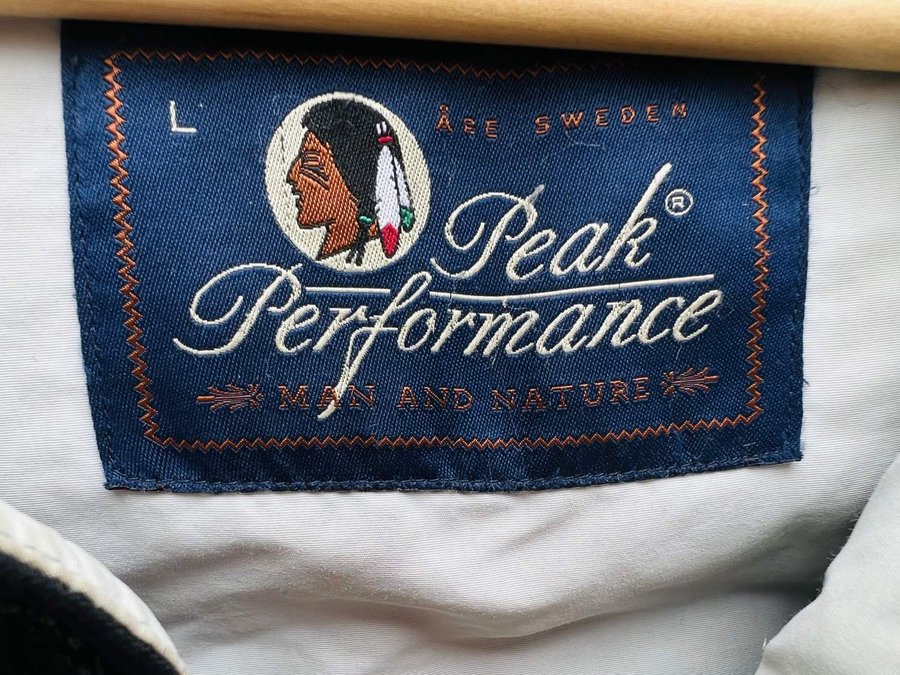 L
ÅRE SWEDEN
Peak®
Performance
MAN AND NATURE